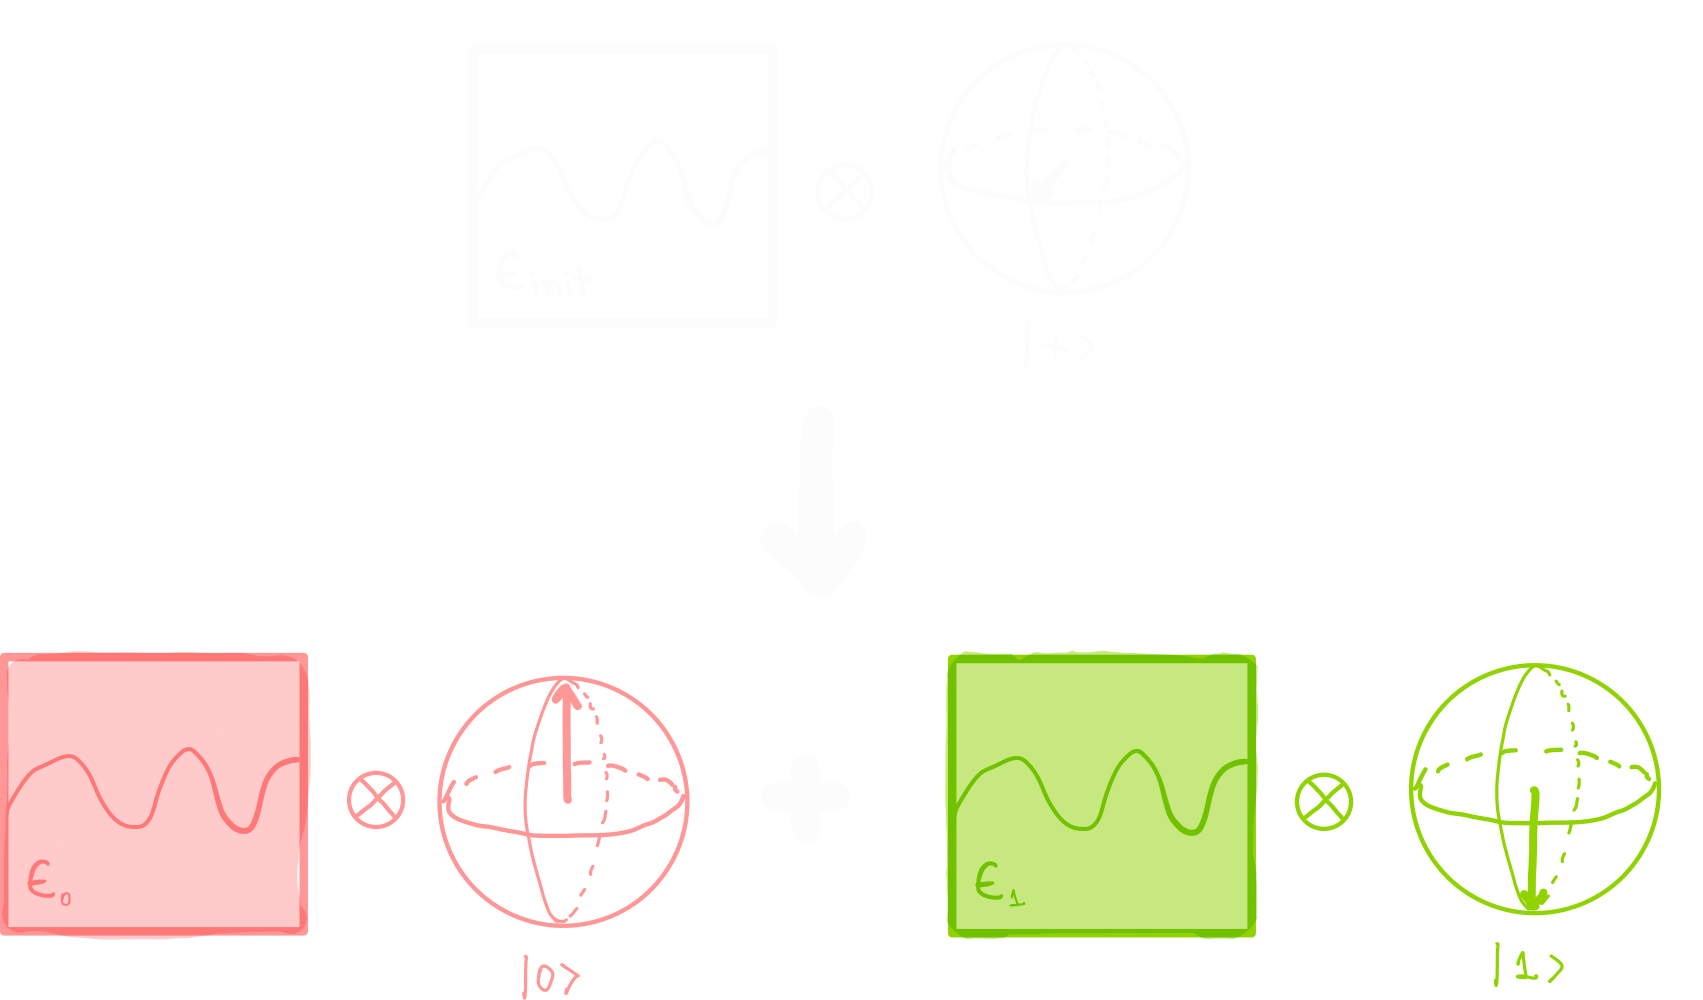 ϵinit ⊗
|+⟩
ϵ0 ⊗ + ϵ1 ⊗
|0⟩ |1⟩